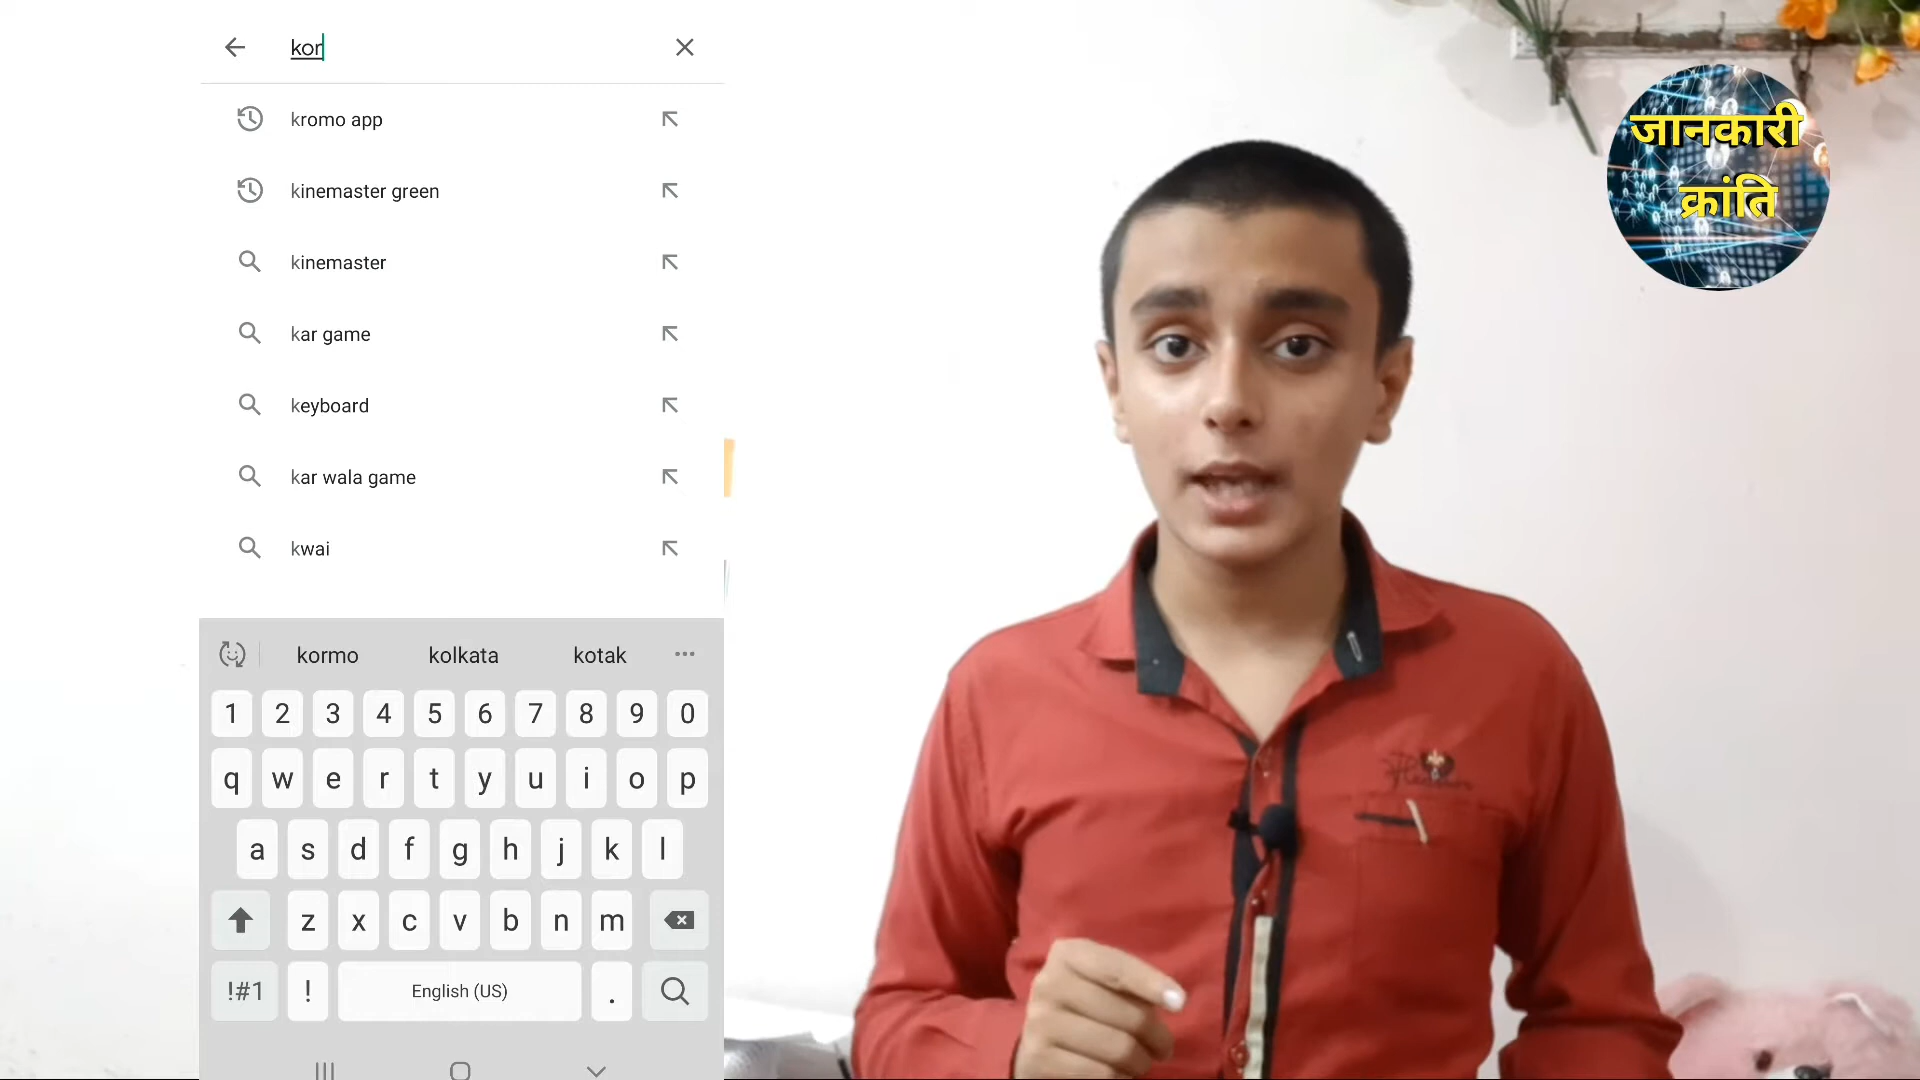 kor
kromo app
kinemaster green
kinemaster
kar game
keyboard
kar wala game
kwai
kormo kolkata kotak
1 2 3 4 5 6 7 8 9 0
q w e r t y u i o p
a s d f g h j k l
z x c v b n m
!#1 ! English (US) .
जानकारी
क्रांति